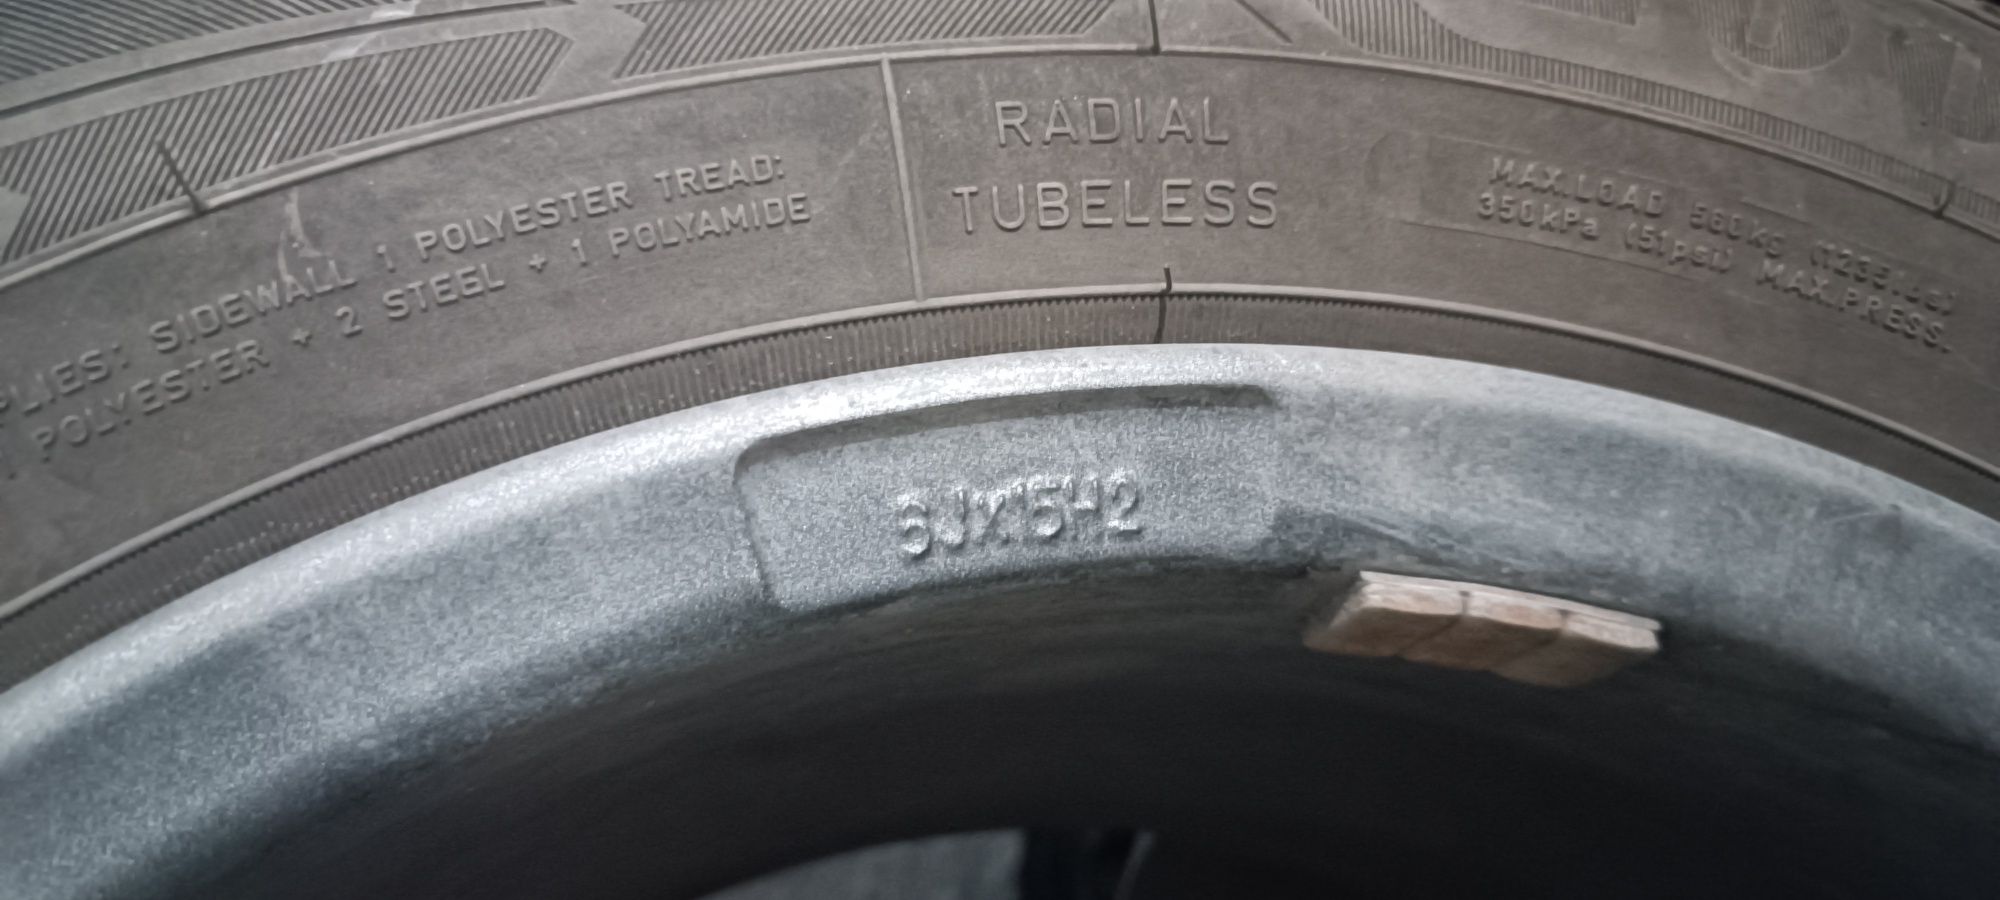 PLIES: SIDEWALL 1 POLYESTER TREAD:
1 POLYESTER + 2 STEEL + 1 POLYAMIDE
RADIAL
TUBELESS
MAX.LOAD 560kg (1235Lbs)
350kPa (51psi) MAX.PRESS.
6JX15H2